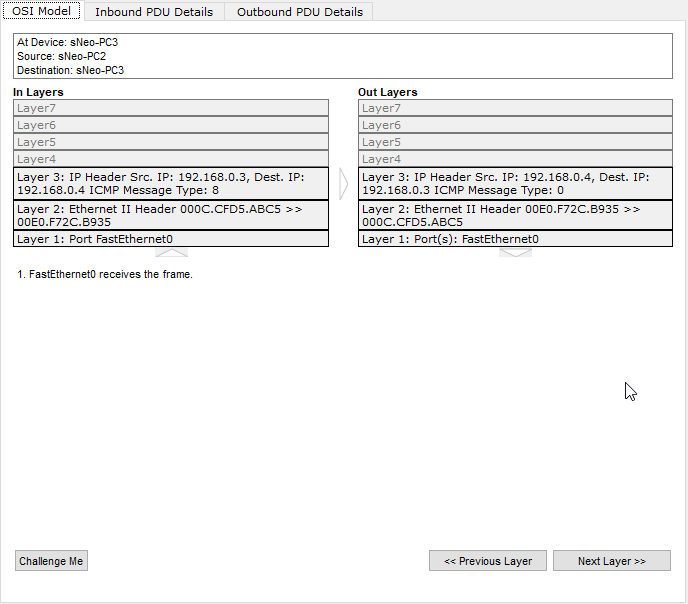 OSI Model
Inbound PDU Details
Outbound PDU Details
At Device: sNeo-PC3
Source: sNeo-PC2
Destination: sNeo-PC3
In Layers
Layer7
Layer6
Layer5
Layer4
Layer 3: IP Header Src. IP: 192.168.0.3, Dest. IP:
192.168.0.4 ICMP Message Type: 8
Layer 2: Ethernet II Header 000C.CFD5.ABC5 >>
00E0.F72C.B935
Layer 1: Port FastEthernet0
Out Layers
Layer7
Layer6
Layer5
Layer4
Layer 3: IP Header Src. IP: 192.168.0.4, Dest. IP:
192.168.0.3 ICMP Message Type: 0
Layer 2: Ethernet II Header 00E0.F72C.B935 >>
000C.CFD5.ABC5
Layer 1: Port(s): FastEthernet0
1. FastEthernet0 receives the frame.
Challenge Me
<< Previous Layer
Next Layer >>